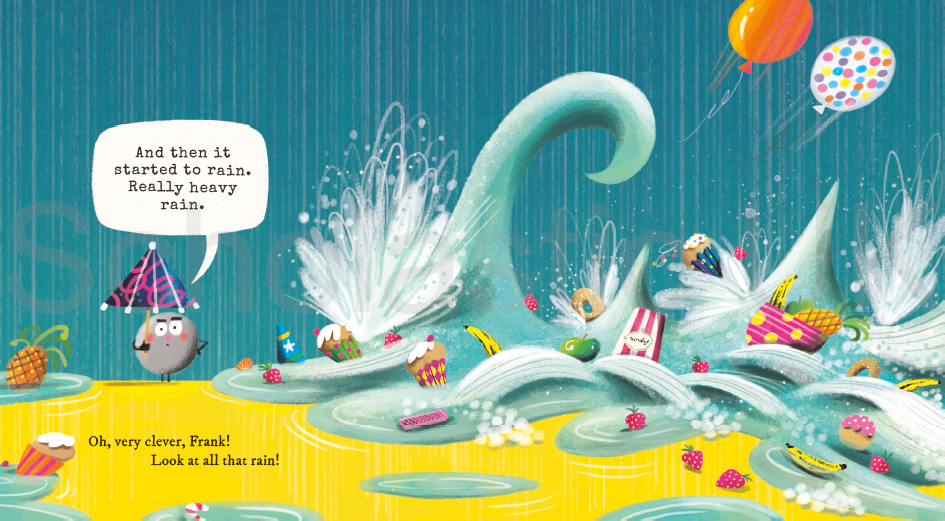 And then it
started to rain.
Really heavy
rain.
Oh, very clever, Frank!
Look at all that rain!